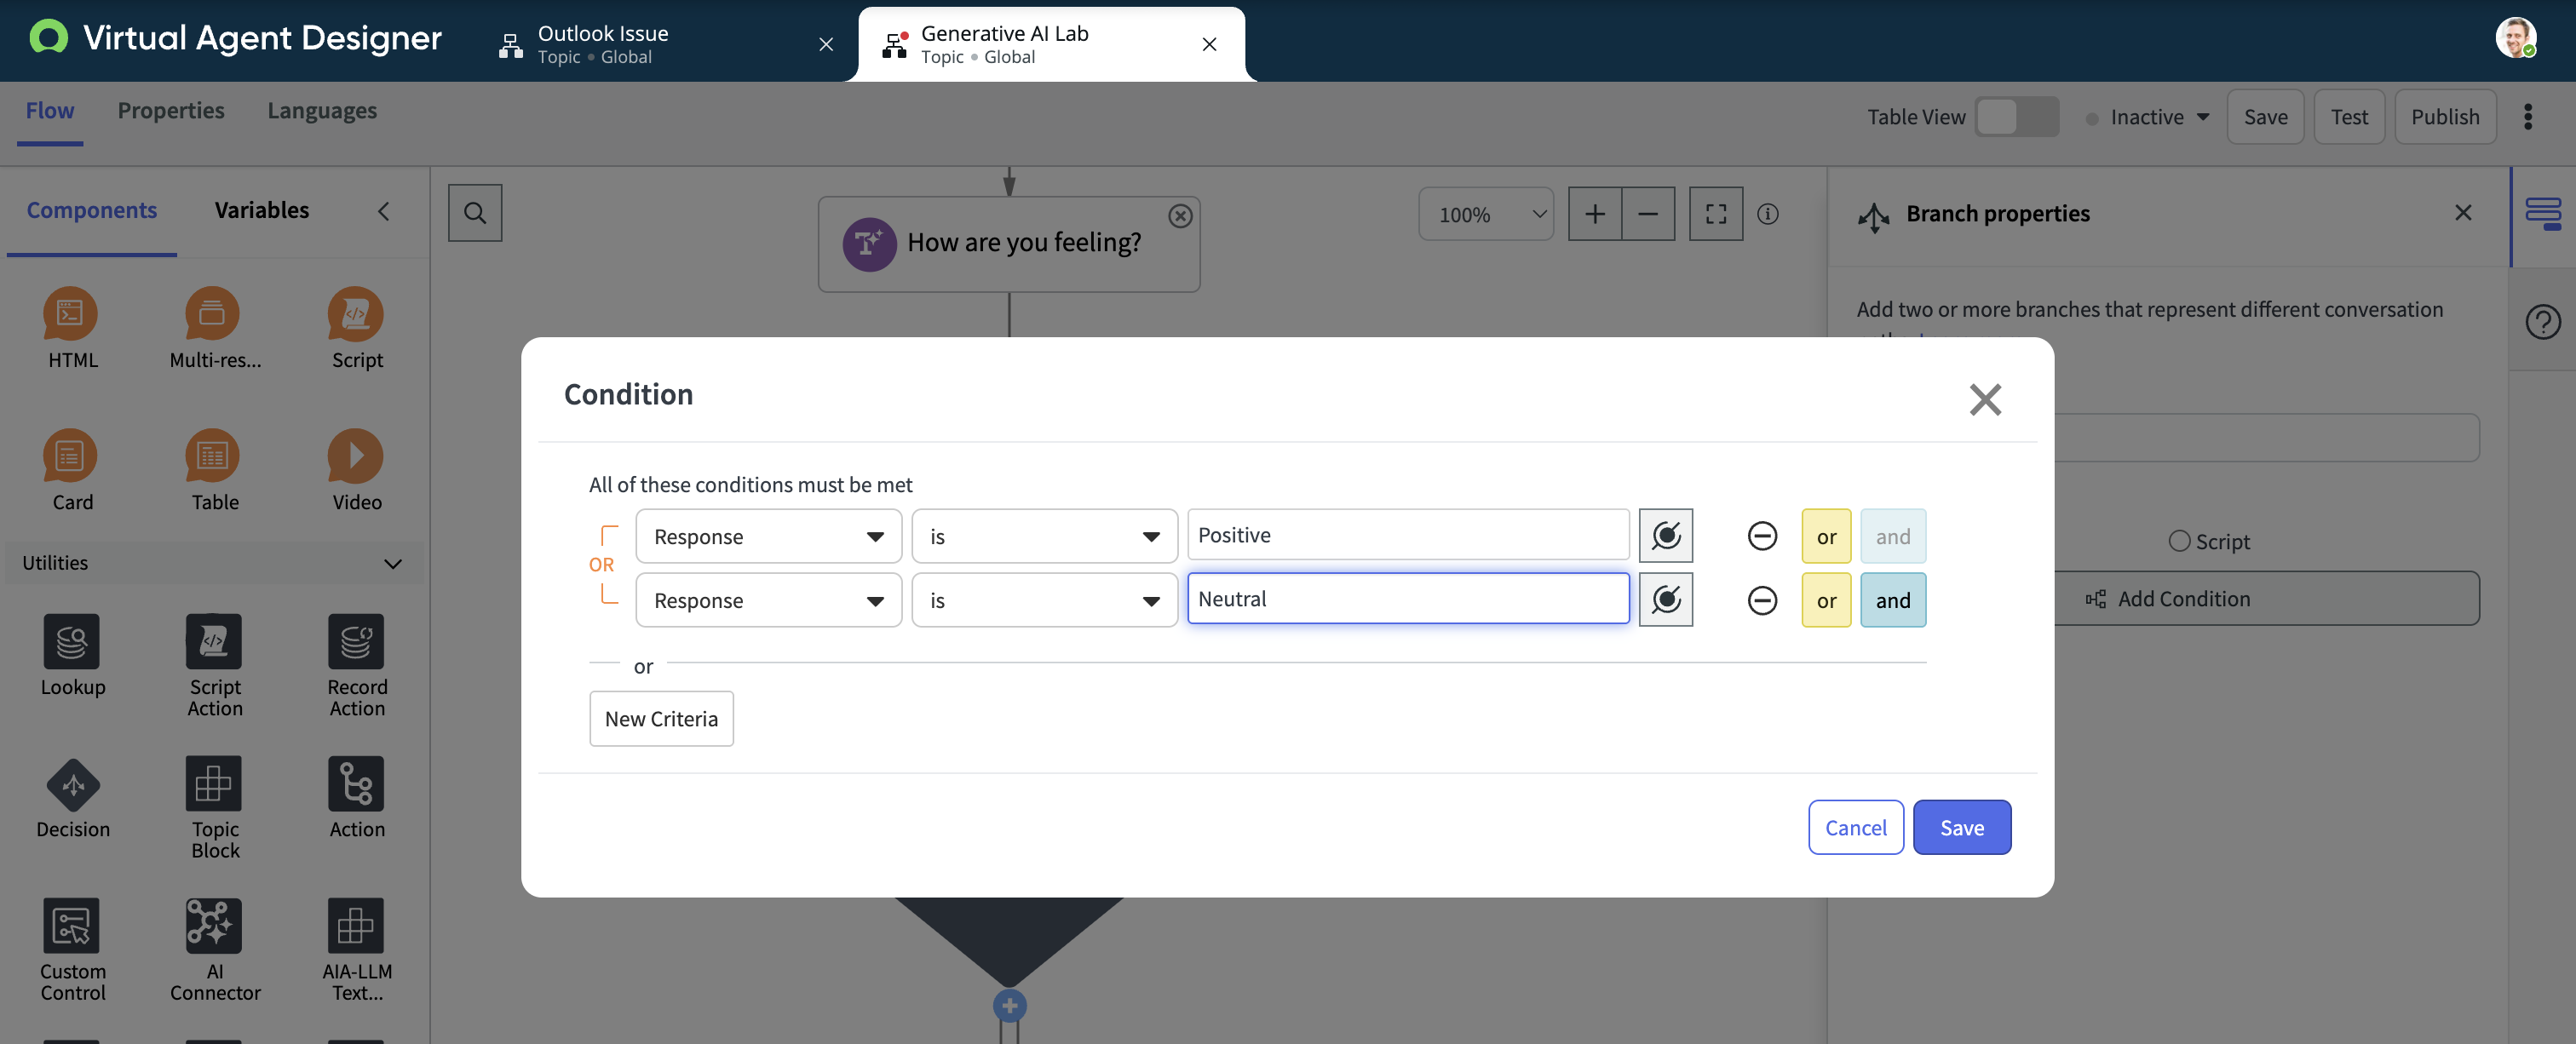 Virtual Agent Designer
Outlook Issue
Topic • Global
Generative AI Lab
Topic • Global
Flow
Properties
Languages
Table View
Inactive
Save
Test
Publish
Components
Variables
HTML
Multi-res...
Script
Card
Table
Video
Utilities
Lookup
Script
Action
Record
Action
Decision
Topic
Block
Action
Custom
Control
AI
Connector
AIA-LLM
Text...
How are you feeling?
100%
Branch properties
Add two or more branches that represent different conversation
Script
Add Condition
Condition
All of these conditions must be met
OR
Response
is
Positive
or
and
Response
is
Neutral
or
and
or
New Criteria
Cancel
Save